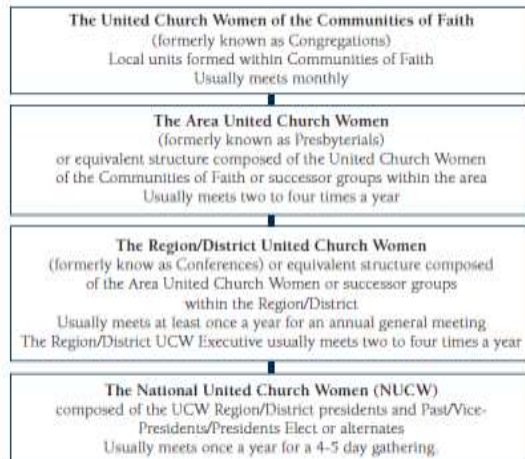 The United Church Women of the Communities of Faith
(formerly known as Congregations)
Local units formed within Communities of Faith
Usually meets monthly
The Area United Church Women
(formerly known as Presbyterials)
or equivalent structure composed of the United Church Women
of the Communities of Faith or successor groups within the area
Usually meets two to four times a year
The Region/District United Church Women
(formerly know as Conferences) or equivalent structure composed
of the Area United Church Women or successor groups
within the Region/District
Usually meets at least once a year for an annual general meeting
The Region/District UCW Executive usually meets two to four times a year
The National United Church Women (NUCW)
composed of the UCW Region/District presidents and Past/Vice-
Presidents/Presidents Elect or alternates
Usually meets once a year for a 4-5 day gathering.